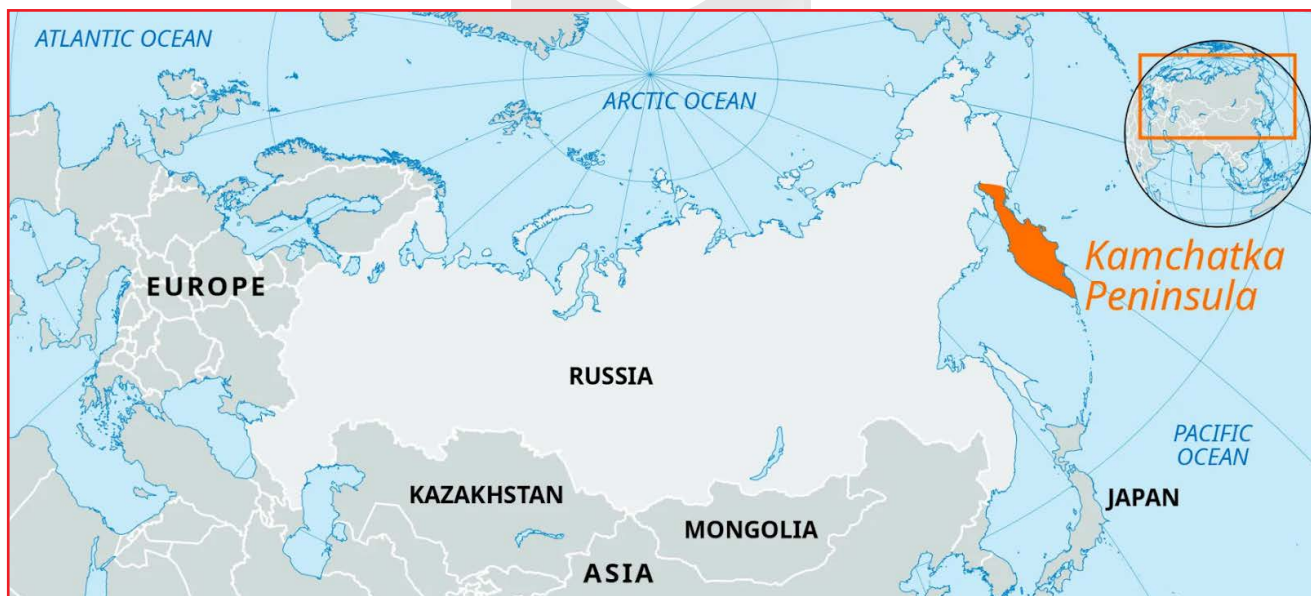 ATLANTIC OCEAN
ARCTIC OCEAN
Kamchatka
Peninsula
EUROPE
RUSSIA
PACIFIC
OCEAN
KAZAKHSTAN
MONGOLIA
JAPAN
ASIA